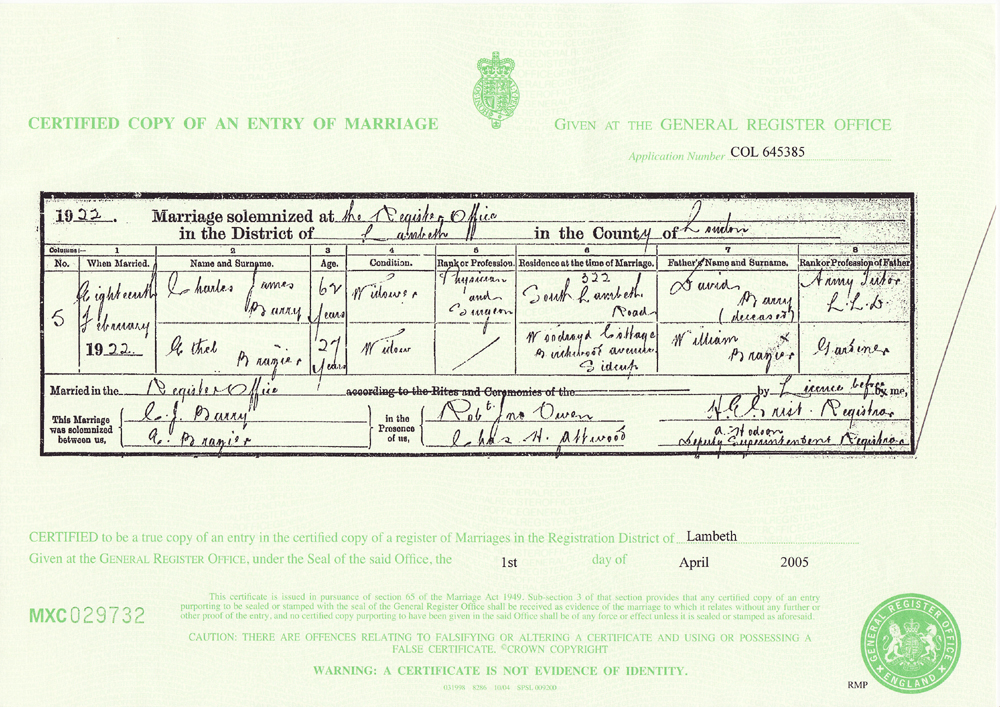 CERTIFIED COPY OF AN ENTRY OF MARRIAGE
GIVEN AT THE GENERAL REGISTER OFFICE
Application Number COL 645385
1922. Marriage solemnized at the Register Office
in the District of Lambeth in the County of London
Columns:— 1 2 3 4 5 6 7 8
No. When Married. Name and Surname. Age. Condition. Rank or Profession. Residence at the time of Marriage. Father's Name and Surname. Rank or Profession of Father
5 Eighteenth February 1922. Charles James Barry 62 years Widower Physician and Surgeon 322 South Lambeth Road David Barry (deceased) Army Tutor L.L.D.
Ethel Brazier 27 years Widow Woodroyd Cottage Birkwood avenue Sidcup William Brazier Gardiner
Married in the Register Office according to the Rites and Ceremonies of the by Licence before by me,
This Marriage was solemnized between us, C. J. Barry E. Brazier in the Presence of us, Robt. Jno Owen Chas H. Attwood H.E. Grist. Registrar
A. Hodson
Deputy Superintendent Registrar
CERTIFIED to be a true copy of an entry in the certified copy of a register of Marriages in the Registration District of Lambeth
Given at the GENERAL REGISTER OFFICE, under the Seal of the said Office, the 1st day of April 2005
MXC 029732
This certificate is issued in pursuance of section 65 of the Marriage Act 1949. Sub-section 3 of that section provides that any certified copy of an entry
purporting to be sealed or stamped with the seal of the General Register Office shall be received as evidence of the marriage to which it relates without any further or
other proof of the entry, and no certified copy purporting to have been given in the said Office shall be of any force or effect unless it is sealed or stamped as aforesaid.
CAUTION: THERE ARE OFFENCES RELATING TO FALSIFYING OR ALTERING A CERTIFICATE AND USING OR POSSESSING A
FALSE CERTIFICATE. ©CROWN COPYRIGHT
WARNING: A CERTIFICATE IS NOT EVIDENCE OF IDENTITY.
031998 8286 10/04 SPSL 009200
GENERAL REGISTER OFFICE
ENGLAND
RMP